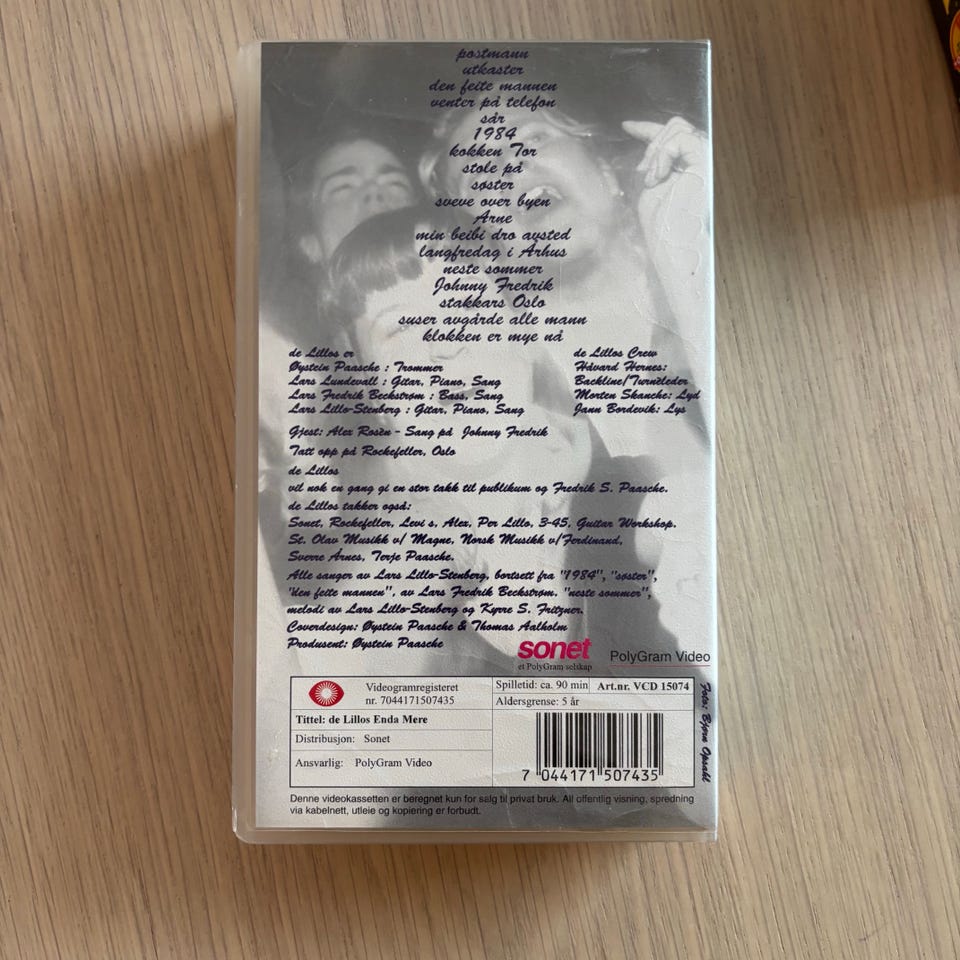 postmann
utkaster
den feite mannen
venter på telefon
sår
1984
kokken Tor
stole på
søster
sveve over byen
Arne
min beibi dro avsted
langfredag i Århus
neste sommer
Johnny Fredrik
stakkars Oslo
suser avgårde alle mann
klokken er mye nå
de Lillos er
Øystein Paasche : Trommer
Lars Lundevall : Gitar, Piano, Sang
Lars Fredrik Beckstrøm : Bass, Sang
Lars Lillo-Stenberg : Gitar, Piano, Sang
de Lillos Crew
Håvard Hernes:
Backline/Turnèleder
Morten Skanche: Lyd
Jann Bordevik: Lys
Gjest: Alex Rosèn - Sang på Johnny Fredrik
Tatt opp på Rockefeller, Oslo
de Lillos
vil nok en gang gi en stor takk til publikum og Fredrik S. Paasche.
de Lillos takker også:
Sonet, Rockefeller, Levi s, Alex, Per Lillo, 3-45, Guitar Workshop.
St. Olav Musikk v/ Magne, Norsk Musikk v/Ferdinand,
Sverre Årnes, Terje Paasche.
Alle sanger av Lars Lillo-Stenberg, bortsett fra "1984", "søster",
"den feite mannen", av Lars Fredrik Beckstrøm. "neste sommer",
melodi av Lars Lillo-Stenberg og Kyrre S. Fritzner.
Coverdesign: Øystein Paasche & Thomas Aalholm
Produsent: Øystein Paasche
sonet
et PolyGram selskap
PolyGram Video
Foto: Bjørn Opsahl
Videogramregisteret
nr. 7044171507435
Spilletid: ca. 90 min
Art.nr. VCD 15074
Aldersgrense: 5 år
Tittel: de Lillos Enda Mere
Distribusjon: Sonet
Ansvarlig: PolyGram Video
7 044171 507435
Denne videokassetten er beregnet kun for salg til privat bruk. All offentlig visning, spredning
via kabelnett, utleie og kopiering er forbudt.